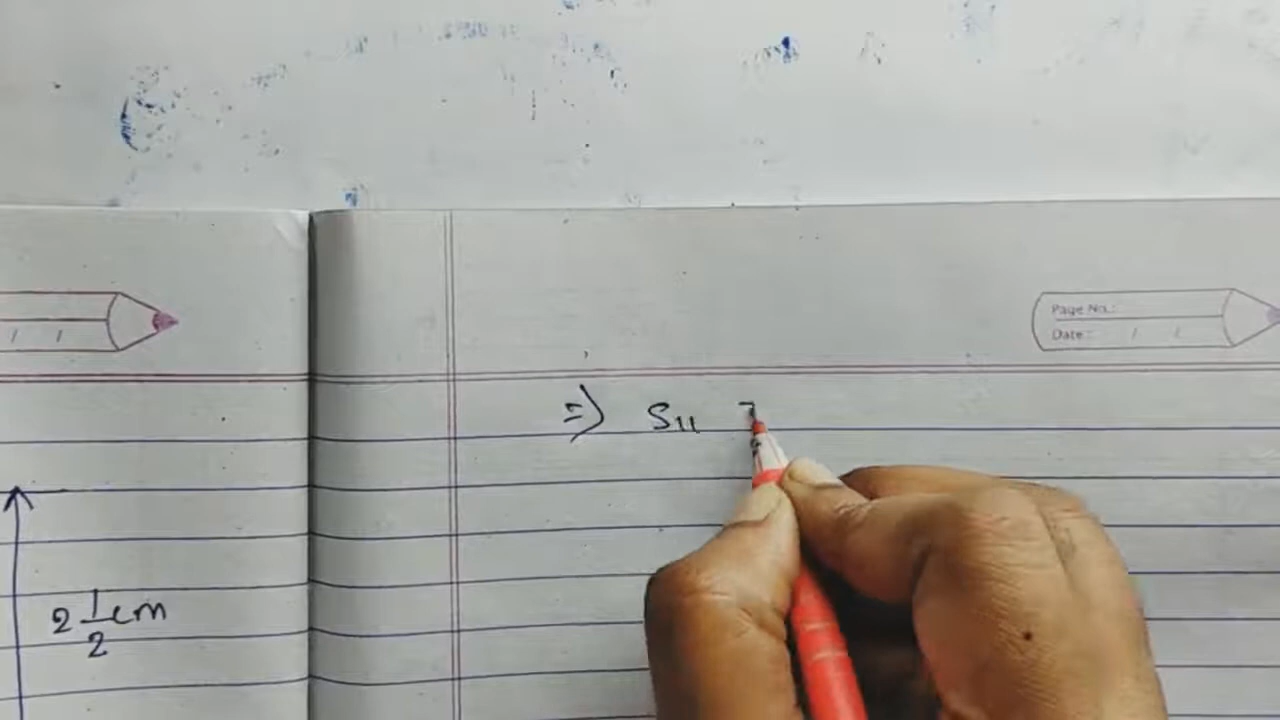 Page No.:
Date: / /
/ /
⇒ S₁₁ =
2 1/2 cm